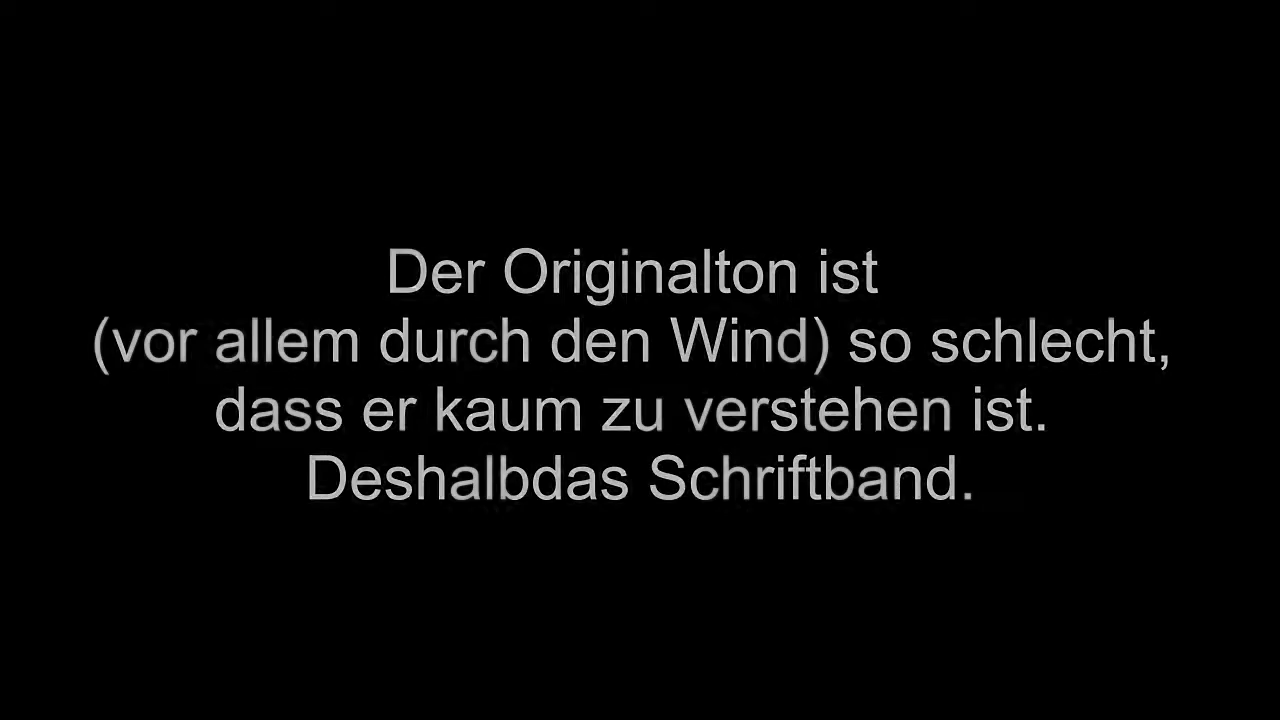 Der Originalton ist
(vor allem durch den Wind) so schlecht,
dass er kaum zu verstehen ist.
Deshalbdas Schriftband.